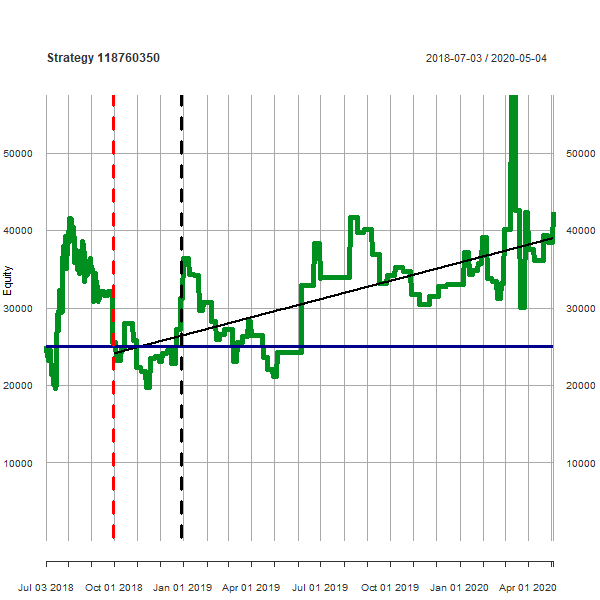 Strategy 118760350
2018-07-03 / 2020-05-04
50000
50000
40000
40000
Equity
30000
30000
20000
20000
10000
10000
Jul 03 2018
Oct 01 2018
Jan 01 2019
Apr 01 2019
Jul 01 2019
Oct 01 2019
Jan 01 2020
Apr 01 2020